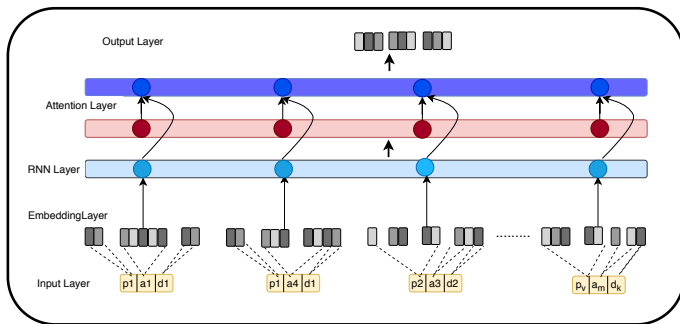 Output Layer
Attention Layer
RNN Layer
EmbeddingLayer
Input Layer
p1 a1 d1
p1 a4 d1
p2 a3 d2
pᵥ aₘ dₖ